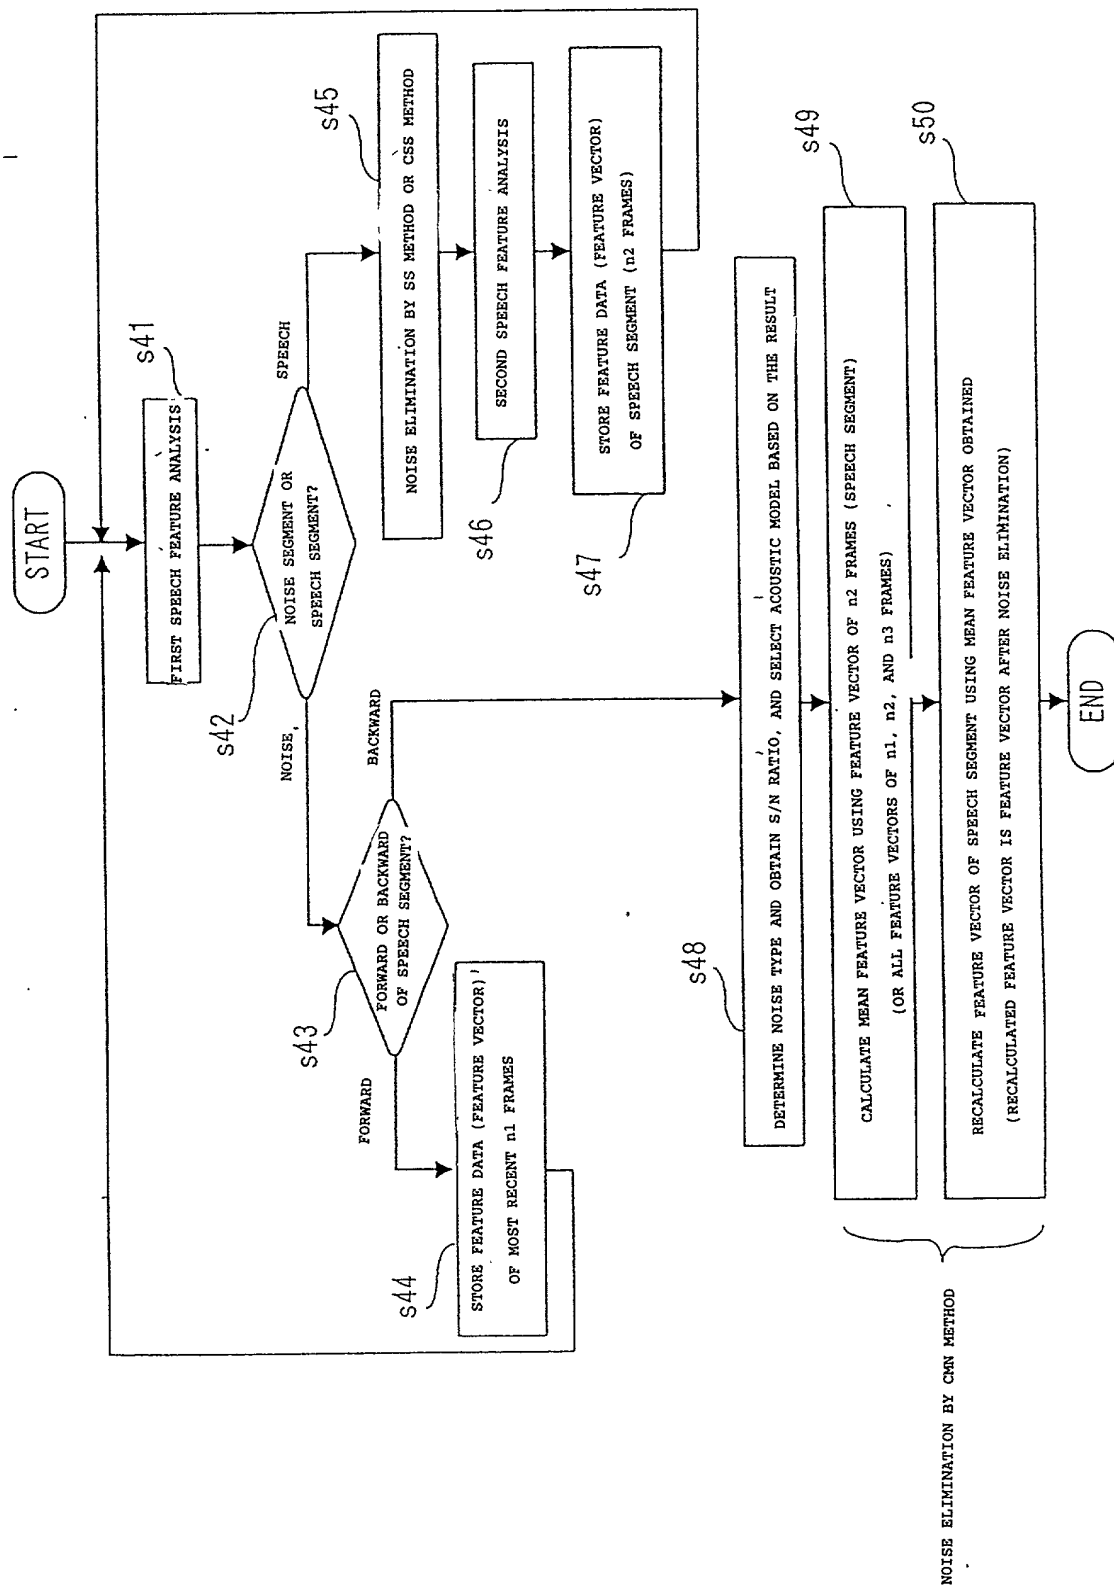 START
s41
FIRST SPEECH FEATURE ANALYSIS
s42
NOISE SEGMENT OR
SPEECH SEGMENT?
SPEECH
NOISE
s45
NOISE ELIMINATION BY SS METHOD OR CSS METHOD
s46
SECOND SPEECH FEATURE ANALYSIS
s47
STORE FEATURE DATA (FEATURE VECTOR)
OF SPEECH SEGMENT (n2 FRAMES)
s43
FORWARD OR BACKWARD
OF SPEECH SEGMENT?
BACKWARD
FORWARD
s44
STORE FEATURE DATA (FEATURE VECTOR)
OF MOST RECENT n1 FRAMES
s48
DETERMINE NOISE TYPE AND OBTAIN S/N RATIO, AND SELECT ACOUSTIC MODEL BASED ON THE RESULT
s49
CALCULATE MEAN FEATURE VECTOR USING FEATURE VECTOR OF n2 FRAMES (SPEECH SEGMENT)
(OR ALL FEATURE VECTORS OF n1, n2, AND n3 FRAMES)
s50
RECALCULATE FEATURE VECTOR OF SPEECH SEGMENT USING MEAN FEATURE VECTOR OBTAINED
(RECALCULATED FEATURE VECTOR IS FEATURE VECTOR AFTER NOISE ELIMINATION)
NOISE ELIMINATION BY CMN METHOD
END